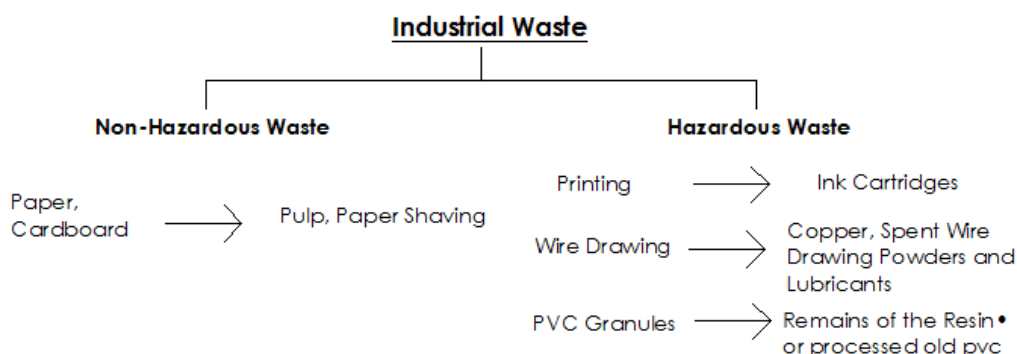 Industrial Waste
Non-Hazardous Waste
Hazardous Waste
Paper,
Cardboard
Pulp, Paper Shaving
Printing
Ink Cartridges
Wire Drawing
Copper, Spent Wire
Drawing Powders and
Lubricants
PVC Granules
Remains of the Resin•
or processed old pvc